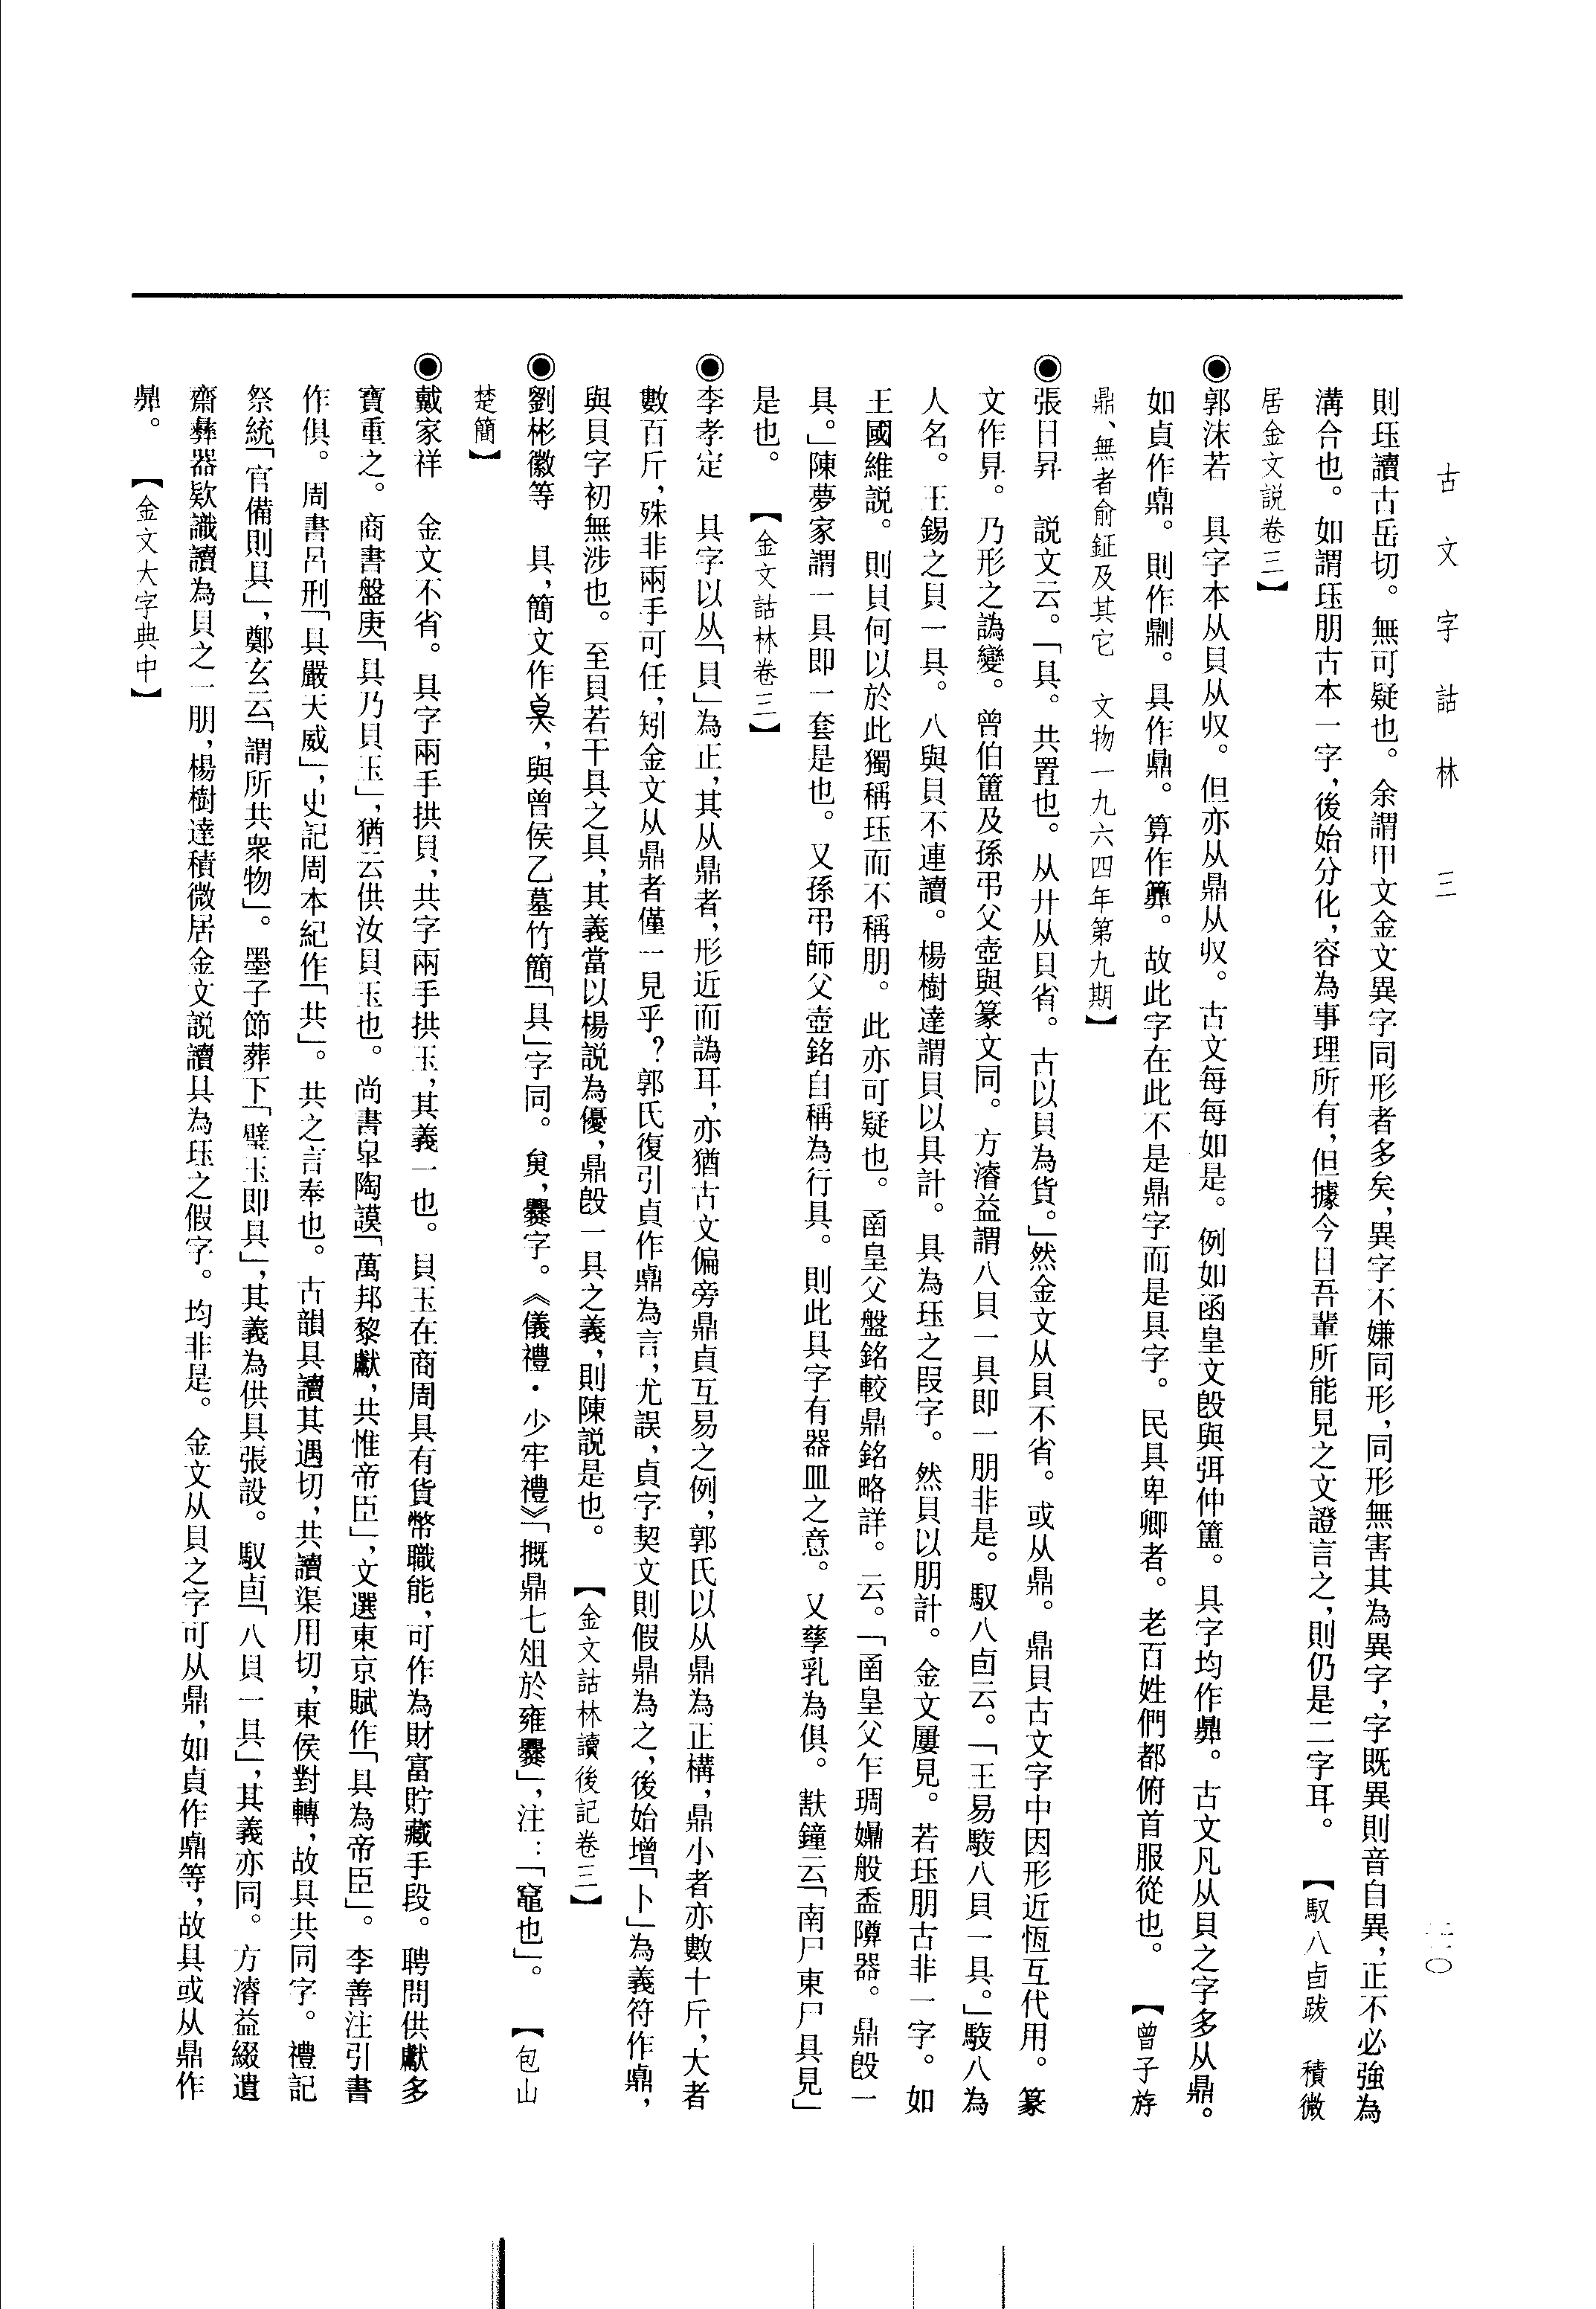 古文字詁林 三
則珏讀古岳切。無可疑也。余謂甲文金文異字同形者多矣，異字不嫌同形，同形無害其為異字，字既異則音自異，正不必強為
溝合也。如謂珏朋古本一字，後始分化，容為事理所有，但據今日吾輩所能見之文證言之，則仍是二字耳。【馭八卣跋 積微
居金文説卷三】
◉郭沫若 具字本从貝从収。但亦从鼎从収。古文每每如是。例如函皇文𣪘與弭仲簠。具字均作鼎。古文凡从貝之字多从鼎。
如貞作鼎。則作鼎。具作鼎。算作。故此字在此不是鼎字而是具字。民具卑卿者。老百姓們都俯首服從也。【曾子斿
鼎、無者俞鉦及其它 文物一九六四年第九期】
◉張日昇 説文云。「具。共置也。从廾从貝省。古以貝為貨。」然金文从貝不省。或从鼎。鼎貝古文字中因形近恆互代用。篆
文作昇。乃形之譌變。曾伯簠及孫弔父壺與篆文同。方濬益謂八貝一具即一朋非是。馭八卣云。「王易馭八貝一具。」馭八為
人名。王錫之貝一具。八與貝不連讀。楊樹達謂貝以具計。具為珏之叚字。然貝以朋計。金文屢見。若珏朋古非一字。如
王國維説。則貝何以於此獨稱珏而不稱朋。此亦可疑也。圅皇父盤銘較鼎銘略詳。云。「圅皇父乍琱㜏般盉隮器。鼎𣪘一
具。」陳夢家謂一具即一套是也。又孫弔師父壺銘自稱為行具。則此具字有器皿之意。又孳乳為俱。㝬鐘云「南尸東尸具見」
是也。【金文詁林卷三】
◉李孝定 具字以从「貝」為正，其从鼎者，形近而譌耳，亦猶古文偏旁鼎貞互易之例，郭氏以从鼎為正構，鼎小者亦數十斤，大者
數百斤，殊非兩手可任，矧金文从鼎者僅一見乎？郭氏復引貞作鼎為言，尤誤，貞字契文則假鼎為之，後始增「卜」為義符作鼎，
與貝字初無涉也。至貝若干具之具，其義當以楊説為優，鼎𣪘一具之義，則陳説是也。【金文詁林讀後記卷三】
◉劉彬徽等 具，簡文作，與曾侯乙墓竹簡「具」字同。㚖，爨字。《儀禮・少牢禮》「摡鼎七俎於雍爨」，注：「竈也」。【包山
楚簡】
◉戴家祥 金文不省。具字兩手拱貝，共字兩手拱玉，其義一也。貝玉在商周具有貨幣職能，可作為財富貯藏手段。聘問供獻多
寶重之。商書盤庚「具乃貝玉」，猶云供汝貝玉也。尚書皐陶謨「萬邦黎獻，共惟帝臣」，文選東京賦作「具為帝臣」。李善注引書
作俱。周書呂刑「具嚴天威」，史記周本紀作「共」。共之言奉也。古韻具讀其遇切，共讀渠用切，東侯對轉，故具共同字。禮記
祭統「官備則具」，鄭玄云「謂所共衆物」。墨子節葬下「璧玉即具」，其義為供具張設。馭卣「八貝一具」，其義亦同。方濬益綴遺
齋彝器欵識讀為貝之一朋，楊樹達積微居金文説讀具為珏之假字。均非是。金文从貝之字可从鼎，如貞作鼎等，故具或从鼎作
鼎。【金文大字典中】